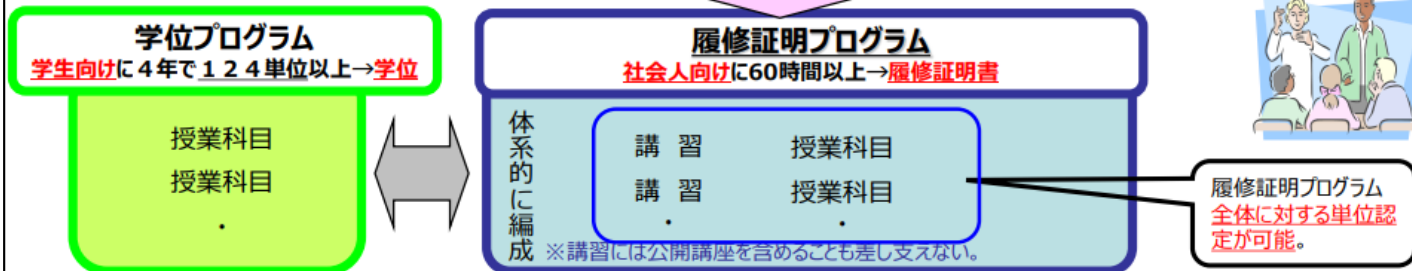 学位プログラム
学生向けに４年で１２４単位以上→学位
授業科目
授業科目
・
履修証明プログラム
社会人向けに60時間以上→履修証明書
体系的に編成
講　習　　授業科目
講　習　　授業科目
・　　・
※講習には公開講座を含めることも差し支えない。
履修証明プログラム
全体に対する単位認
定が可能。